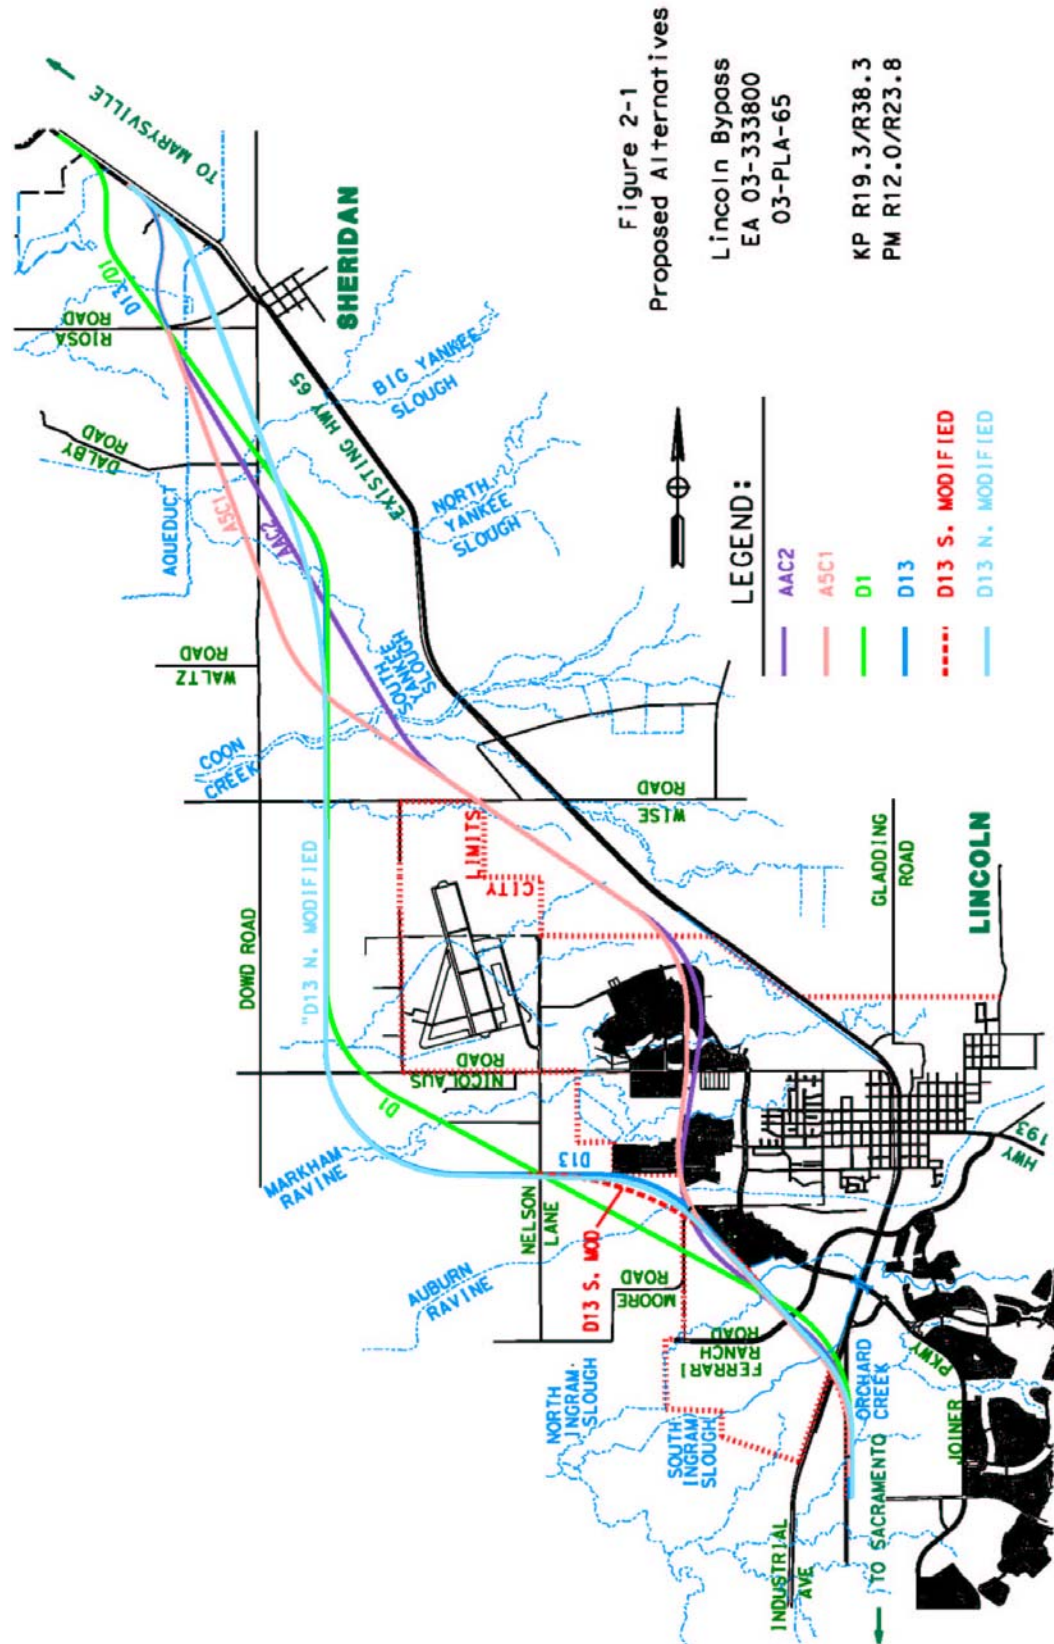 Figure 2-1
Proposed Alternatives
Lincoln Bypass
EA 03-333800
03-PLA-65
KP R19.3/R38.3
PM R12.0/R23.8
LEGEND:
AAC2
A5C1
D1
D13
D13 S. MODIFIED
D13 N. MODIFIED
TO MARYSVILLE
SHERIDAN
D13/D1
RIOSA
ROAD
BIG YANKEE
SLOUGH
EXISTING HWY 65
DALBY
ROAD
AQUEDUCT
A5C1
AAC2
NORTH
YANKEE
SLOUGH
WALTZ
ROAD
SOUTH
YANKEE
SLOUGH
COON
CREEK
WISE
ROAD
CITY
LIMITS
DOWD ROAD
"D13 N. MODIFIED
GLADDING
ROAD
LINCOLN
NICOLAUS
ROAD
D1
MARKHAM
RAVINE
D13
NELSON
LANE
D13 S. MOD
HWY
193
AUBURN
RAVINE
MOORE
ROAD
FERRARI
RANCH
ROAD
NORTH
INGRAM
SLOUGH
SOUTH
INGRAM
SLOUGH
ORCHARD
CREEK
JOINER
PKWY
INDUSTRIAL
AVE
TO SACRAMENTO